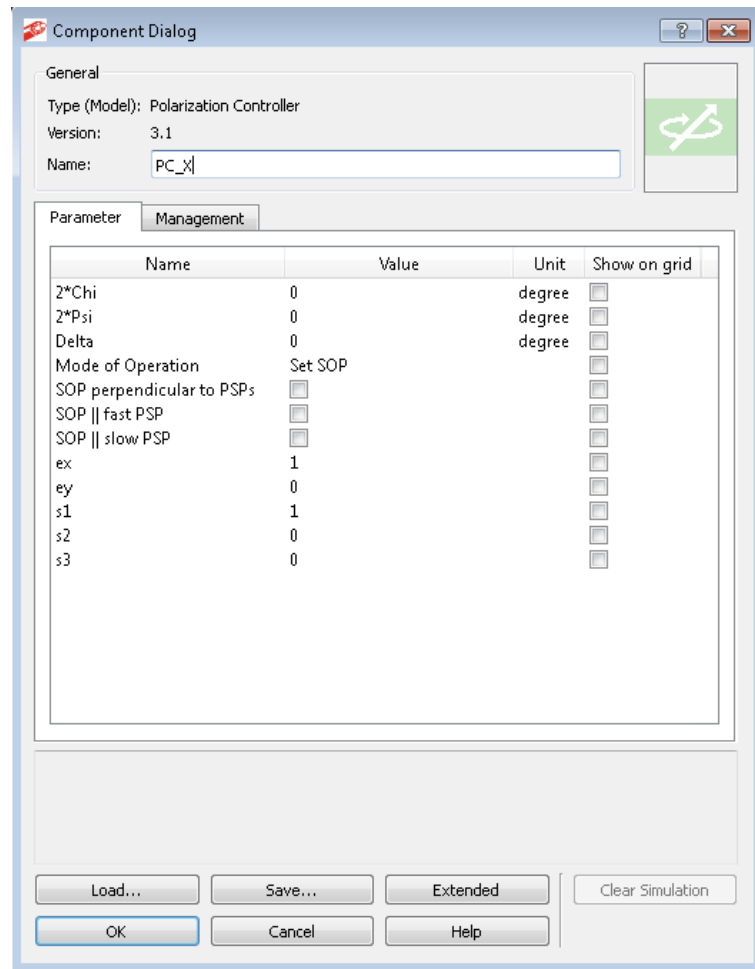 Component Dialog
General
Type (Model): Polarization Controller
Version: 3.1
Name: PC_X
Parameter Management
Name Value Unit Show on grid
2*Chi 0 degree
2*Psi 0 degree
Delta 0 degree
Mode of Operation Set SOP
SOP perpendicular to PSPs
SOP || fast PSP
SOP || slow PSP
ex 1
ey 0
s1 1
s2 0
s3 0
Load... Save... Extended Clear Simulation
OK Cancel Help